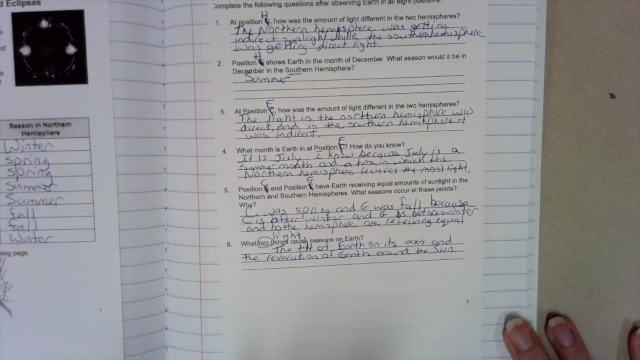 d Eclipses
Season in Northern
Hemisphere
Winter
Spring
Spring
Summer
Summer
fall
fall
Winter
ing page.
Complete the following questions after observing Earth in all eight positions.
H
1. At position, how was the amount of light different in the two hemispheres?
The Northern hemisphere was getting
indirect sunlight while the southern hemisphere
was getting direct light.
H
2. Position shows Earth in the month of December. What season would it be in
December in the Southern Hemisphere?
Summer
E
3. At Position, how was the amount of light different in the two hemispheres?
The light in the northern hemisphere was
direct, and in the southern hemisphere it
was indirect.
E
4. What month is Earth in at Position? How do you know?
It is July. I know because July is a
summer month and a time in which the
Northern hemisphere receives the most light.
5. Position and Position have Earth receiving equal amounts of sunlight in the
Northern and Southern Hemispheres. What seasons occur at these points?
Why?
C was spring and G was fall because
C is after winter and G is before winter
and both hemisphere are receiving equal
light.
6. What two things cause seasons on Earth?
The tilt of Earth on its axis and
the revolution of Earth around the Sun.